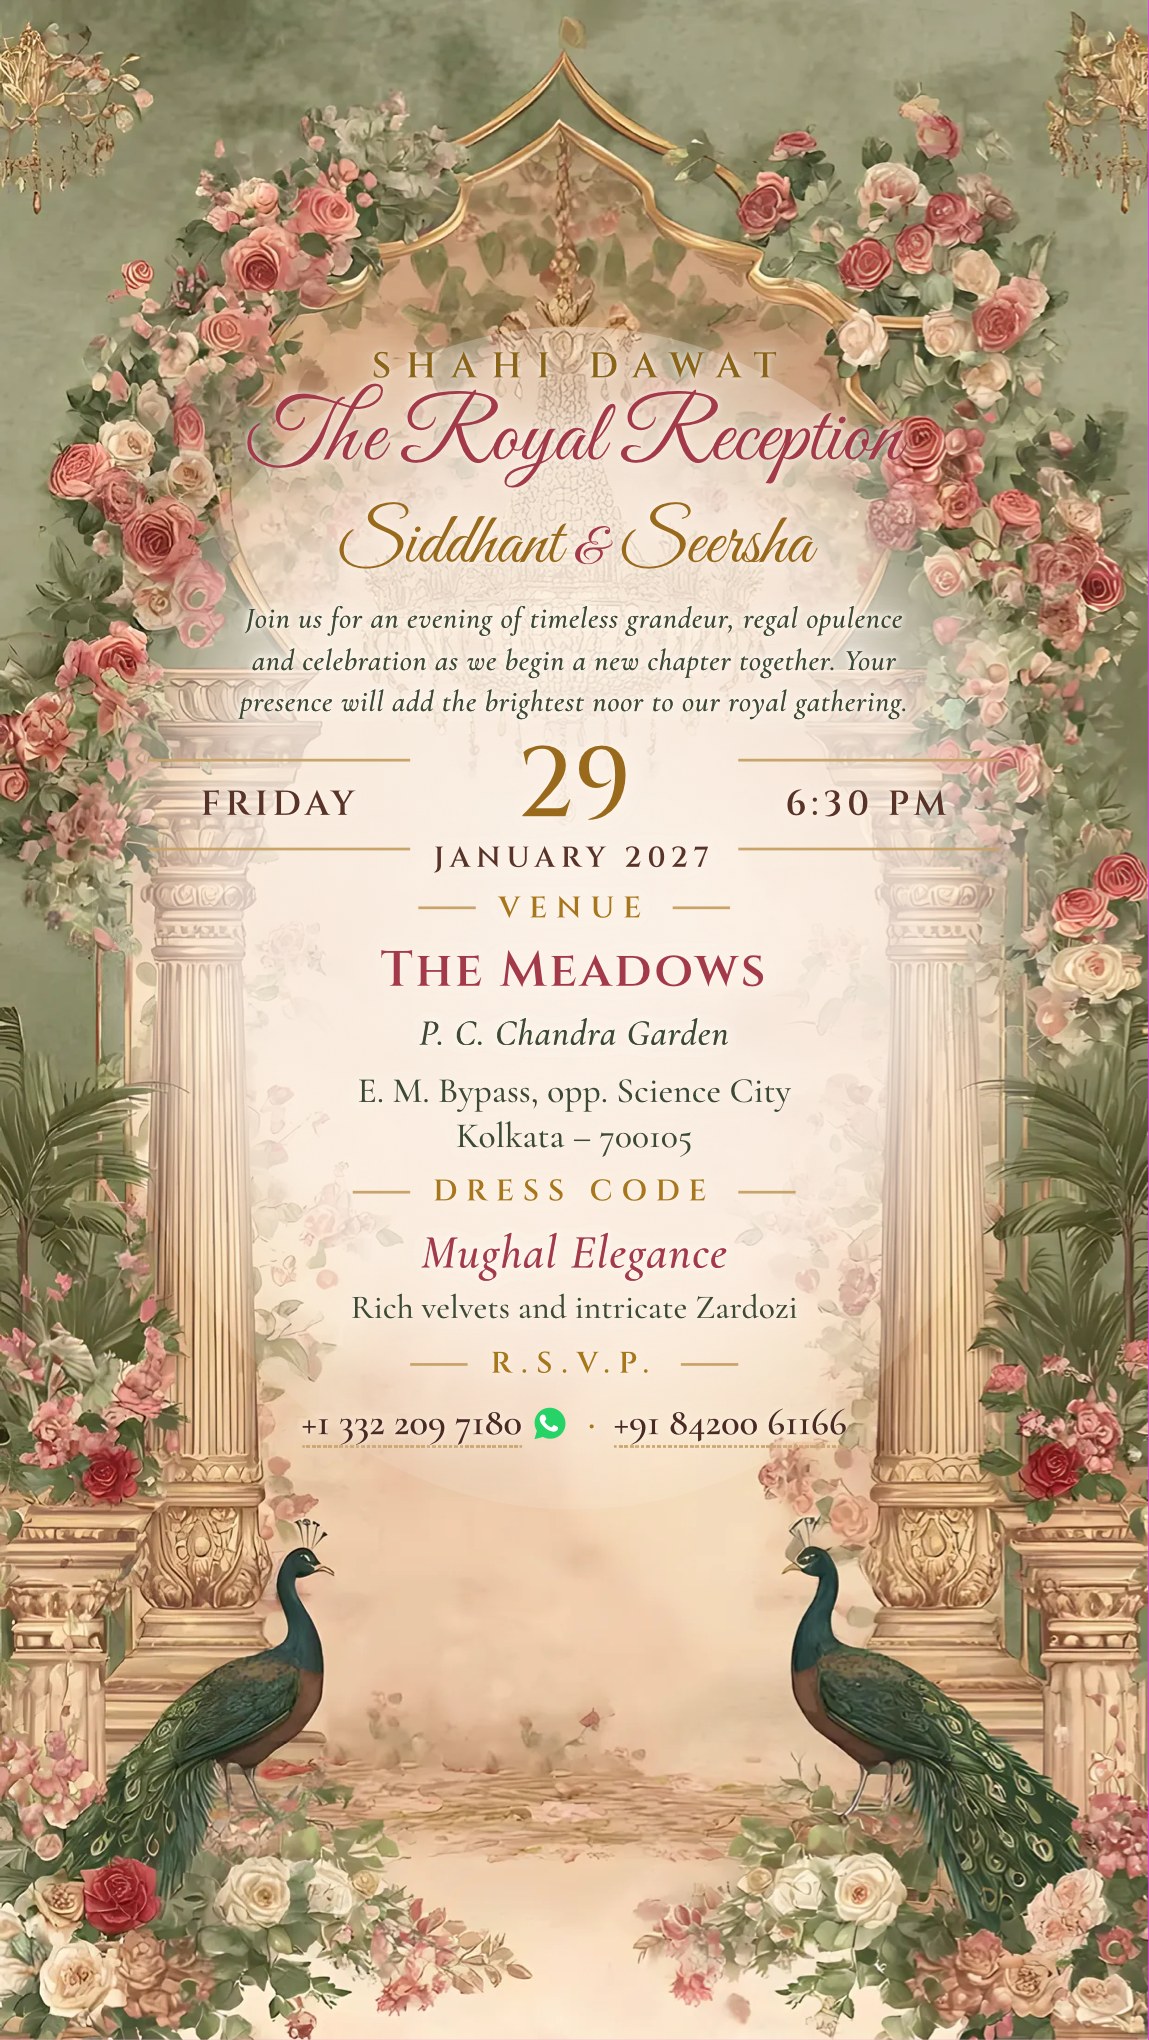 SHAHI DAWAT
The Royal Reception
Siddhant & Seersha
Join us for an evening of timeless grandeur, regal opulence
and celebration as we begin a new chapter together. Your
presence will add the brightest noor to our royal gathering.
FRIDAY
29
6:30 PM
JANUARY 2027
VENUE
THE MEADOWS
P. C. Chandra Garden
E. M. Bypass, opp. Science City
Kolkata – 700105
DRESS CODE
Mughal Elegance
Rich velvets and intricate Zardozi
R.S.V.P.
+1 332 209 7180 · +91 84200 61166